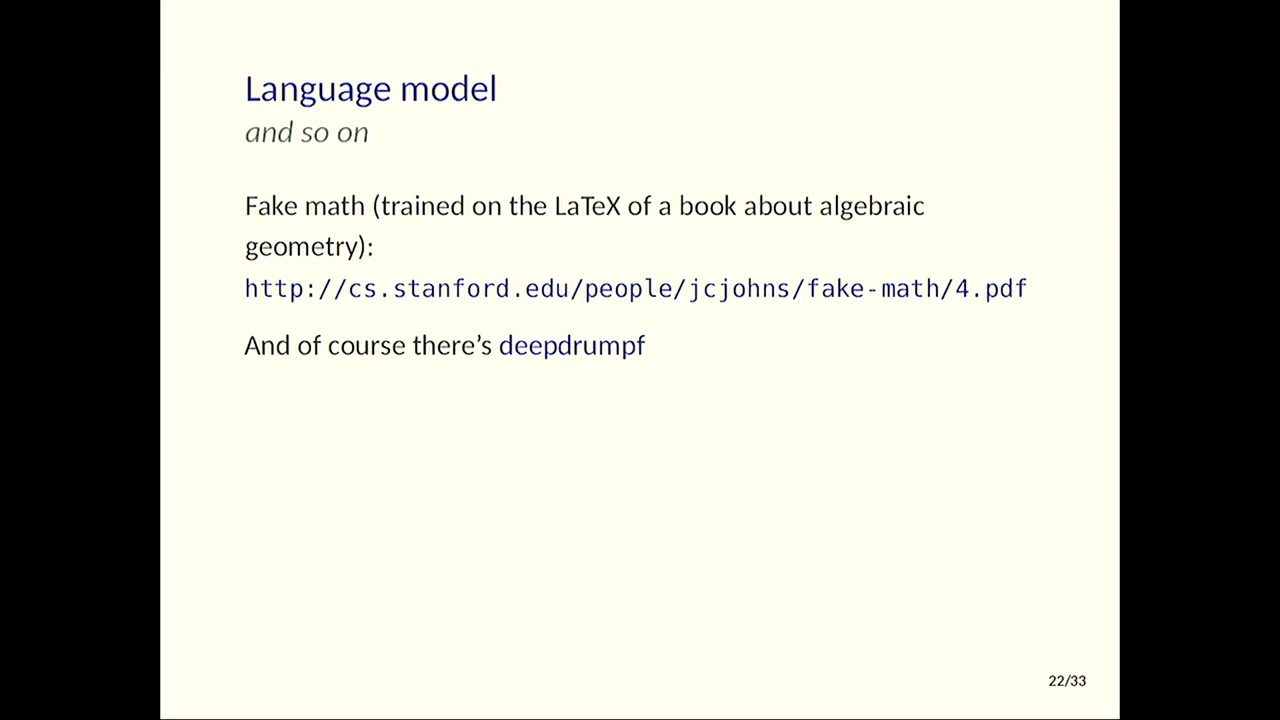 Language model
and so on
Fake math (trained on the LaTeX of a book about algebraic
geometry):
http://cs.stanford.edu/people/jcjohns/fake-math/4.pdf
And of course there’s deepdrumpf
22/33